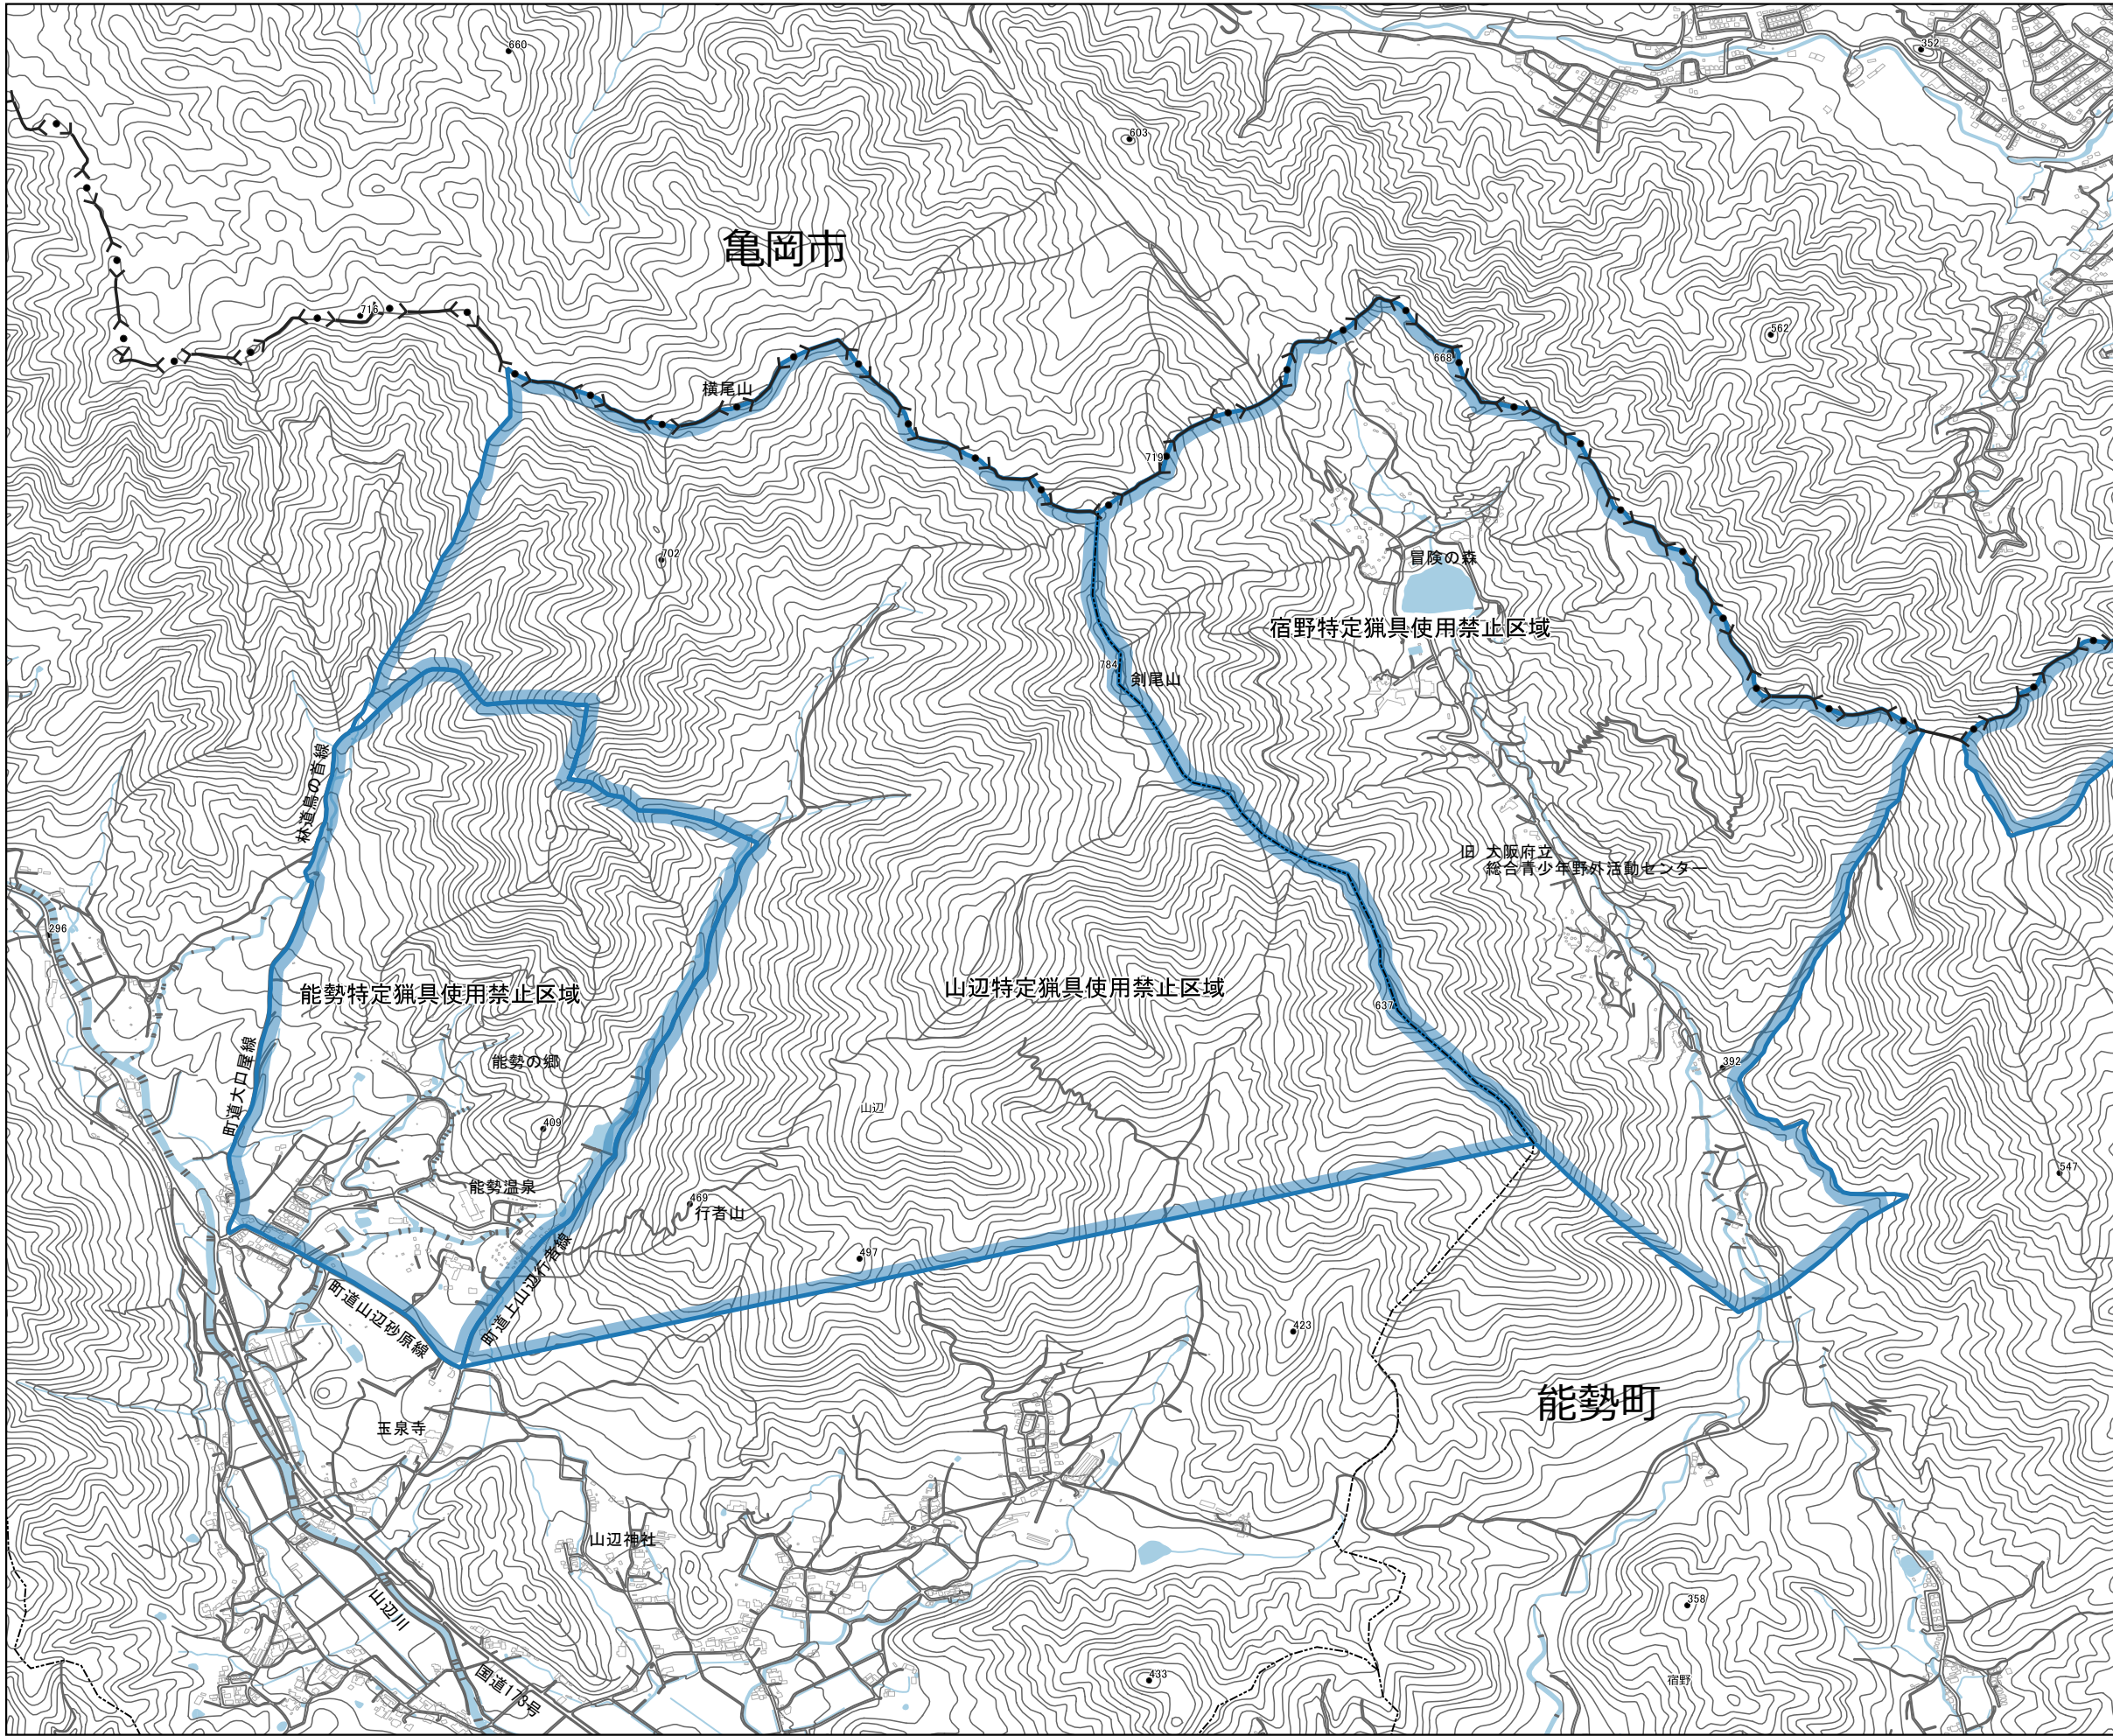 660
352
603
亀岡市
716
562
668
横尾山
719
702
冒険の森
宿野特定猟具使用禁止区域
784
剣尾山
林道鳥の首線
旧 大阪府立
総合青少年野外活動センター
296
能勢特定猟具使用禁止区域
山辺特定猟具使用禁止区域
637
町道大口屋線
能勢の郷
392
山辺
409
547
能勢温泉
469
行者山
497
町道上山辺行者線
町道山辺砂原線
423
能勢町
玉泉寺
山辺神社
山辺川
358
433
宿野
国道173号